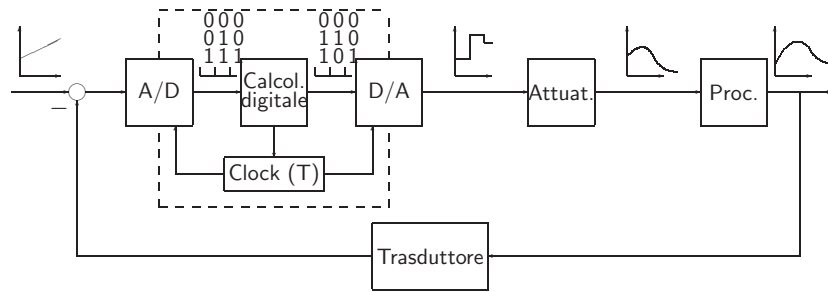 000 000
010 110
111 101
A/D
Calcol.
digitale
D/A
Attuat.
Proc.
−
Clock (T)
Trasduttore